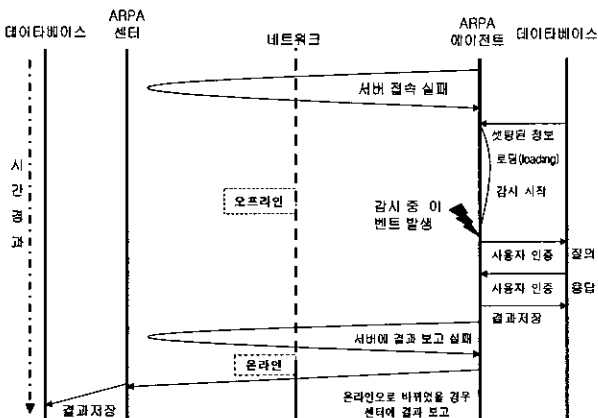 데이타베이스
ARPA
센터
네트워크
ARPA
에이전트
데이타베이스
서버 접속 실패
셋팅된 정보
로딩(loading)
감시 시작
시간경과
오프라인
감시 중 이
벤트 발생
사용자 인증 질의
사용자 인증 응답
결과저장
서버에 결과 보고 실패
온라인
온라인으로 바뀌었을 경우
센터에 결과 보고
결과저장